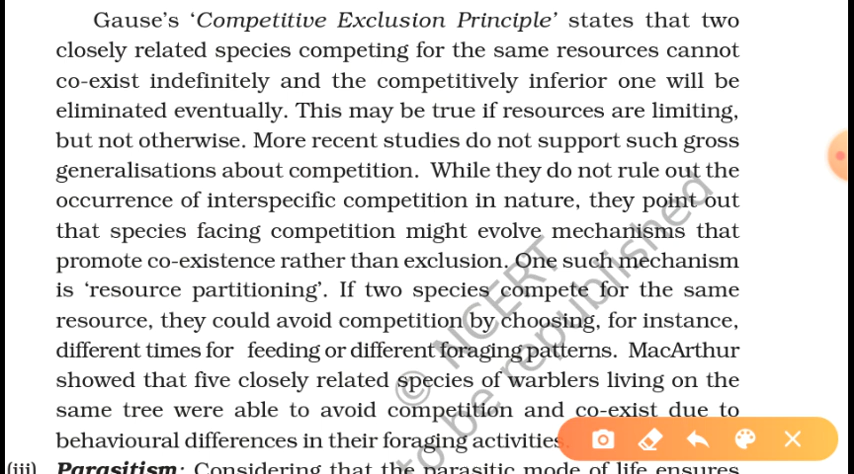 Gause's 'Competitive Exclusion Principle' states that two
closely related species competing for the same resources cannot
co-exist indefinitely and the competitively inferior one will be
eliminated eventually. This may be true if resources are limiting,
but not otherwise. More recent studies do not support such gross
generalisations about competition. While they do not rule out the
occurrence of interspecific competition in nature, they point out
that species facing competition might evolve mechanisms that
promote co-existence rather than exclusion. One such mechanism
is 'resource partitioning'. If two species compete for the same
resource, they could avoid competition by choosing, for instance,
different times for feeding or different foraging patterns. MacArthur
showed that five closely related species of warblers living on the
same tree were able to avoid competition and co-exist due to
behavioural differences in their foraging activities
(iii) Parasitism: Considering that the parasitic mode of life ensures
© NCERT
to be republished